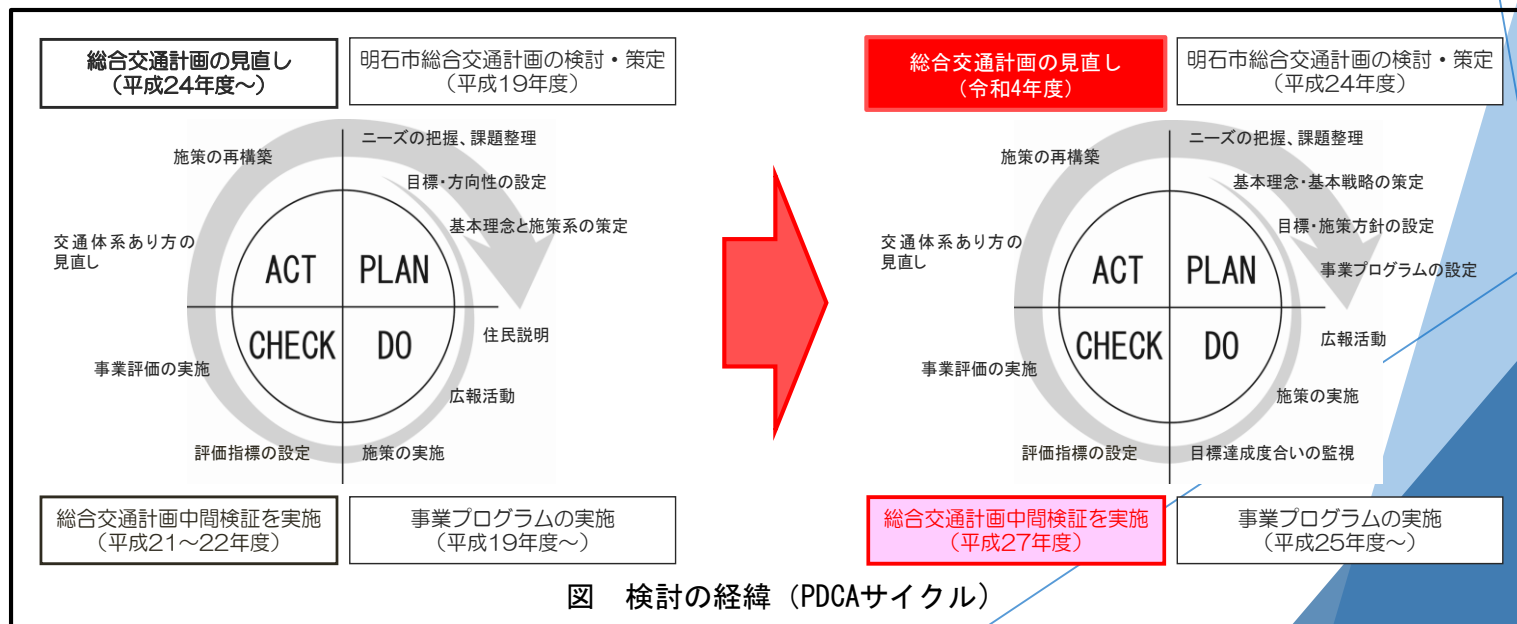 総合交通計画の見直し
（平成24年度～）
明石市総合交通計画の検討・策定
（平成19年度）
ニーズの把握、課題整理
施策の再構築
目標・方向性の設定
基本理念と施策系の策定
交通体系あり方の
見直し
ACT
PLAN
CHECK
DO
住民説明
事業評価の実施
広報活動
評価指標の設定
施策の実施
総合交通計画中間検証を実施
（平成21～22年度）
事業プログラムの実施
（平成19年度～）
総合交通計画の見直し
（令和4年度）
明石市総合交通計画の検討・策定
（平成24年度）
ニーズの把握、課題整理
施策の再構築
基本理念・基本戦略の策定
目標・施策方針の設定
交通体系あり方の
見直し
事業プログラムの設定
ACT
PLAN
CHECK
DO
広報活動
事業評価の実施
施策の実施
評価指標の設定
目標達成度合いの監視
総合交通計画中間検証を実施
（平成27年度）
事業プログラムの実施
（平成25年度～）
図　検討の経緯（PDCAサイクル）